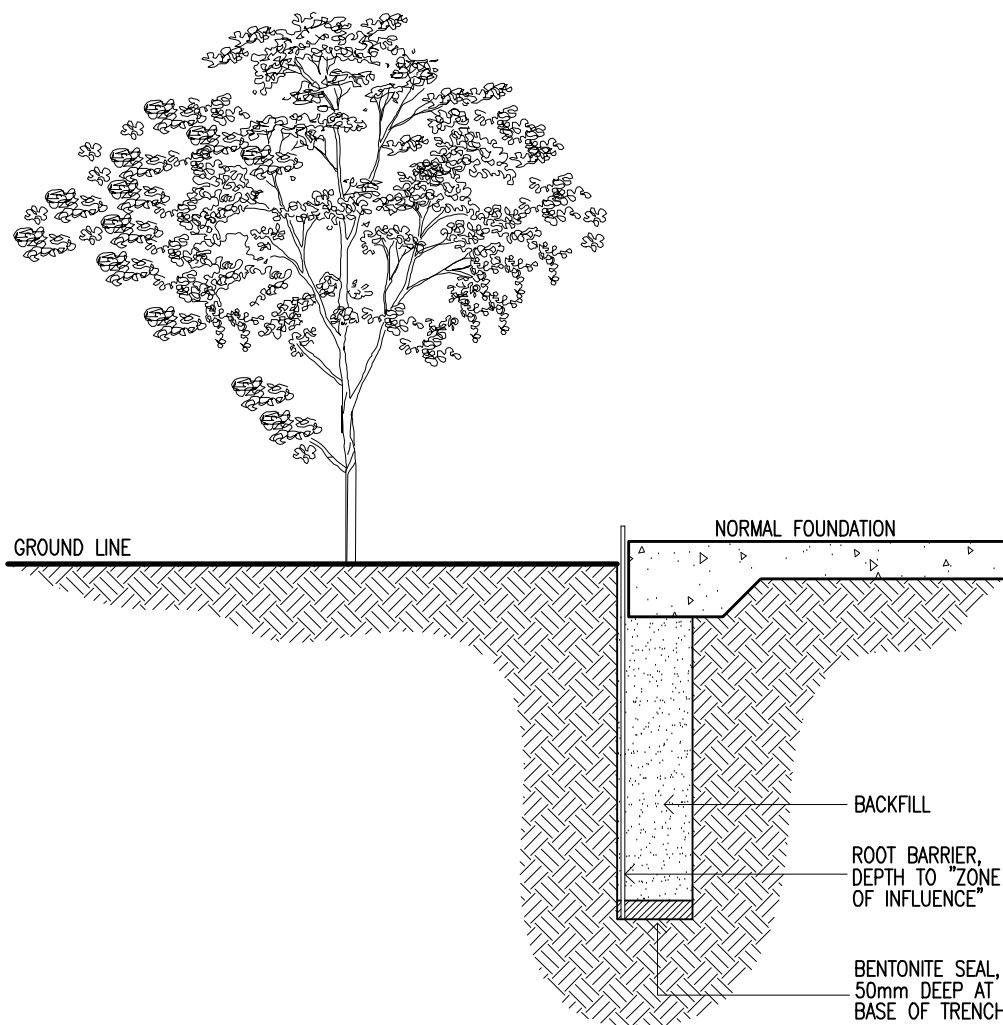 NORMAL FOUNDATION
GROUND LINE
BACKFILL
ROOT BARRIER,
DEPTH TO "ZONE
OF INFLUENCE"
BENTONITE SEAL,
50mm DEEP AT
BASE OF TRENCH